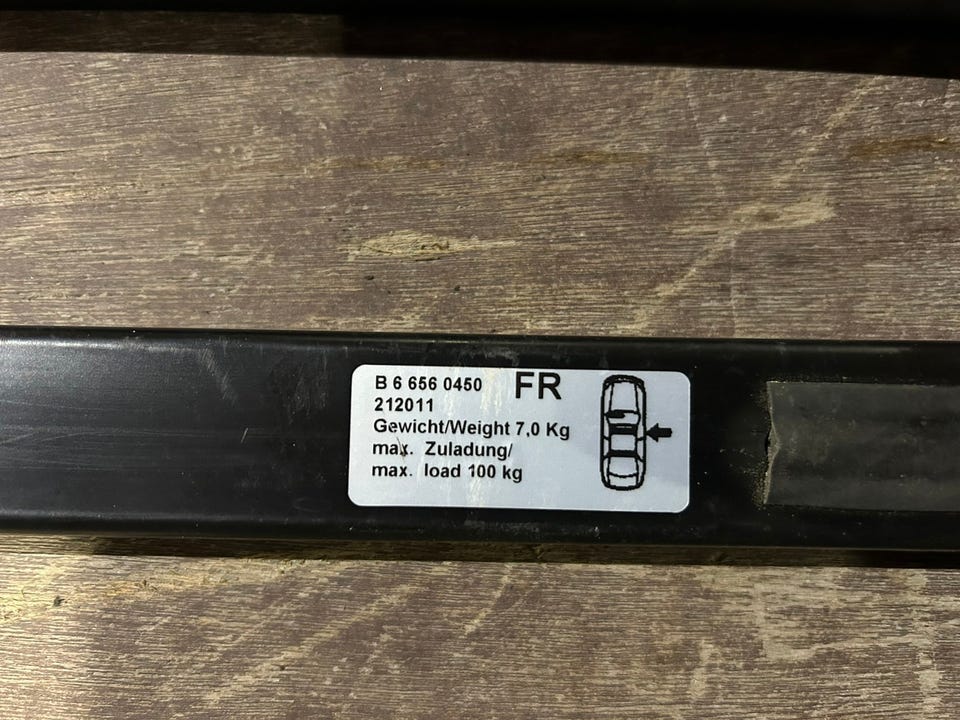 B 6 656 0450 FR
212011
Gewicht/Weight 7,0 Kg
max. Zuladung/
max. load 100 kg